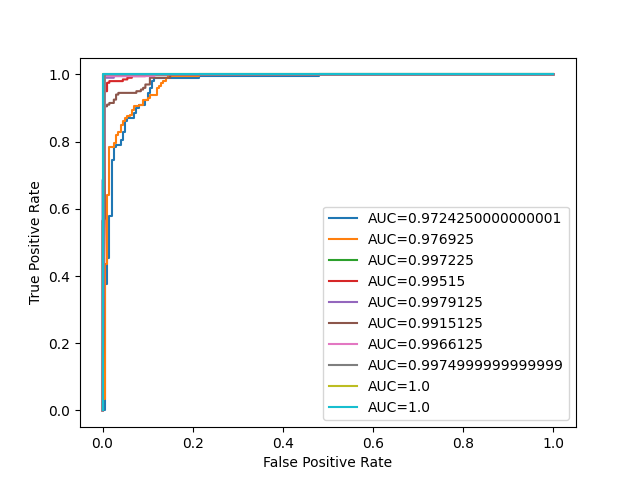 1.0
0.8
0.6
0.4
0.2
0.0
True Positive Rate
AUC=0.9724250000000001
AUC=0.976925
AUC=0.997225
AUC=0.99515
AUC=0.9979125
AUC=0.9915125
AUC=0.9966125
AUC=0.9974999999999999
AUC=1.0
AUC=1.0
0.0 0.2 0.4 0.6 0.8 1.0
False Positive Rate